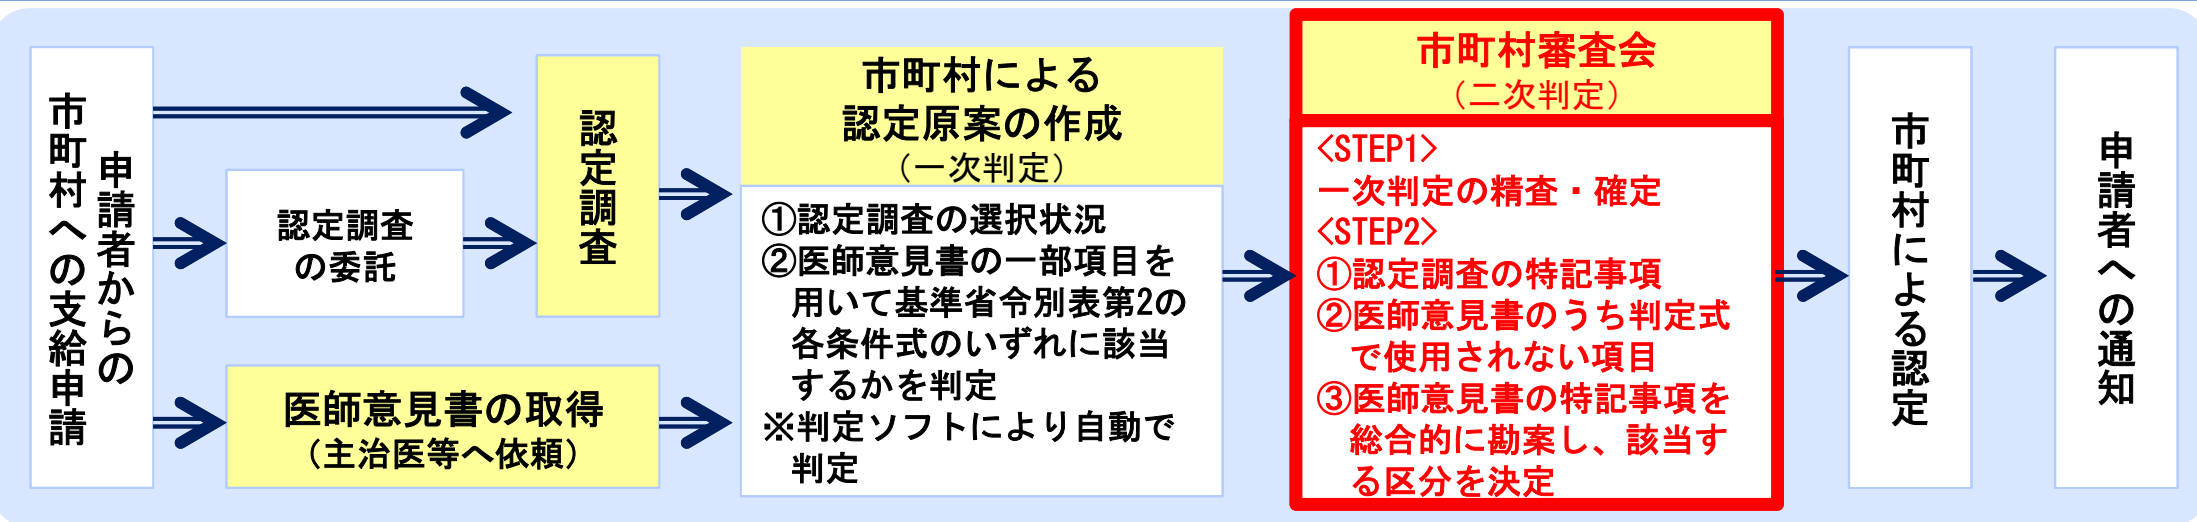 申請者からの
市町村への支給申請
認定調査
の委託
医師意見書の取得
（主治医等へ依頼）
認定調査
市町村による
認定原案の作成
（一次判定）
①認定調査の選択状況
②医師意見書の一部項目を
用いて基準省令別表第2の
各条件式のいずれに該当
するかを判定
※判定ソフトにより自動で
判定
市町村審査会
（二次判定）
<STEP1>
一次判定の精査・確定
<STEP2>
①認定調査の特記事項
②医師意見書のうち判定式
で使用されない項目
③医師意見書の特記事項を
総合的に勘案し、該当す
る区分を決定
市町村による認定
申請者への通知